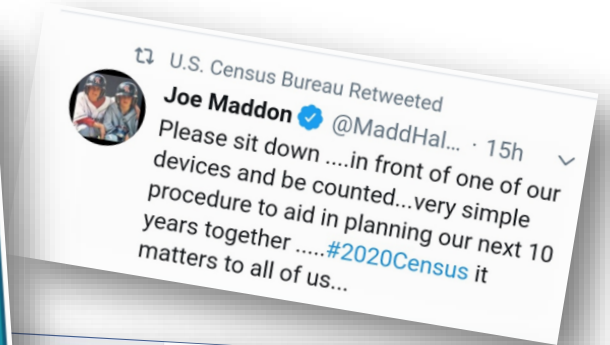 U.S. Census Bureau Retweeted
Joe Maddon @MaddHal... · 15h
Please sit down ....in front of one of our
devices and be counted...very simple
procedure to aid in planning our next 10
years together .....#2020Census it
matters to all of us...